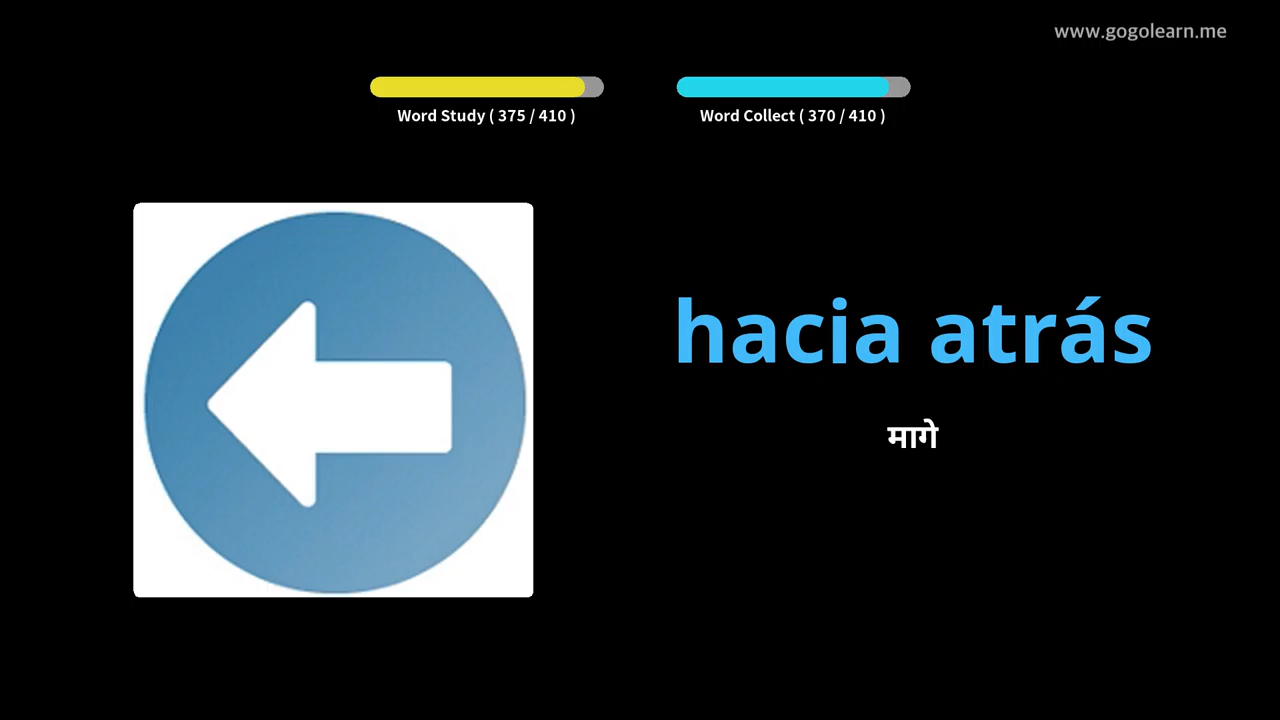 www.gogolearn.me
Word Study ( 375 / 410 )
Word Collect ( 370 / 410 )
hacia atrás
मागे